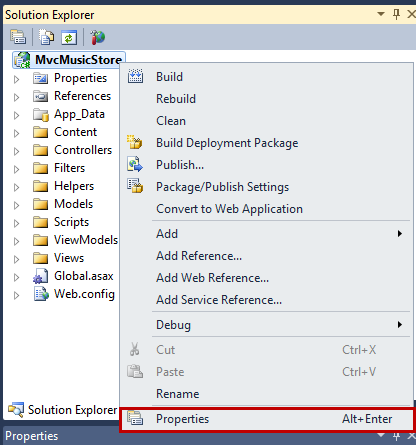 Solution Explorer
MvcMusicStore
Properties
References
App_Data
Content
Controllers
Filters
Helpers
Models
Scripts
ViewModels
Views
Global.asax
Web.config
Build
Rebuild
Clean
Build Deployment Package
Publish...
Package/Publish Settings
Convert to Web Application
Add
Add Reference...
Add Web Reference...
Add Service Reference...
Debug
Cut Ctrl+X
Paste Ctrl+V
Rename
Properties Alt+Enter
Solution Explorer
Properties